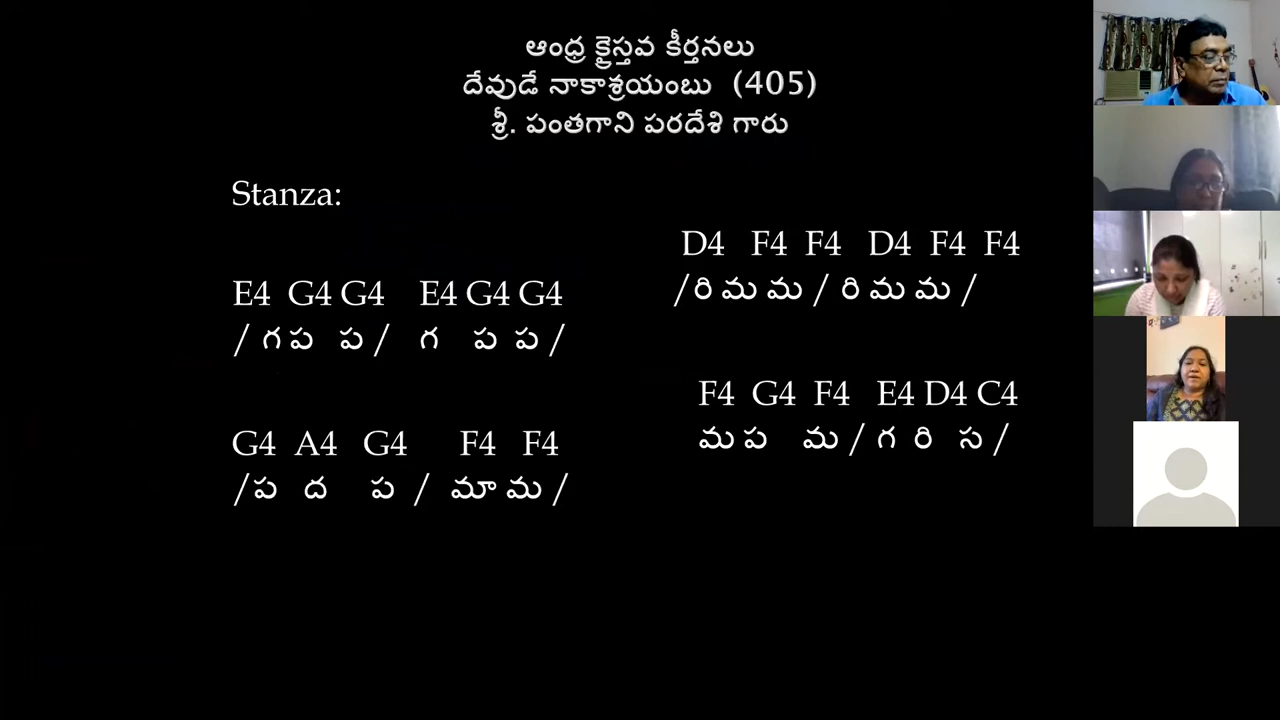 ఆంధ్ర క్రైస్తవ కీర్తనలు
దేవుడే నాకాశ్రయంబు (405)
శ్రీ. పంతగాని పరదేశి గారు
Stanza:
E4 G4 G4 E4 G4 G4
/ గ ప ప / గ ప ప /
G4 A4 G4 F4 F4
/ప ద ప / మా మ /
D4 F4 F4 D4 F4 F4
/రి మ మ / రి మ మ /
F4 G4 F4 E4 D4 C4
మ ప మ / గ రి స /